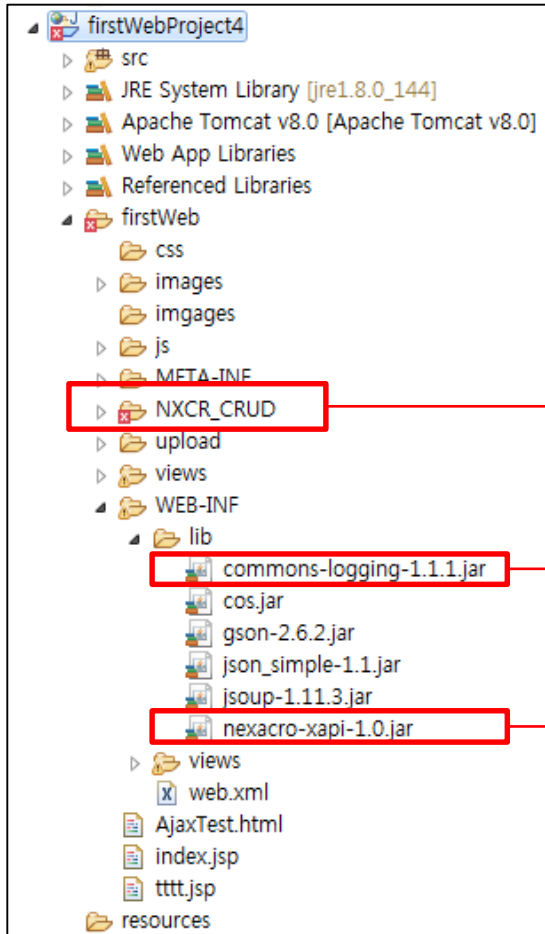 firstWebProject4
src
JRE System Library [jre1.8.0_144]
Apache Tomcat v8.0 [Apache Tomcat v8.0]
Web App Libraries
Referenced Libraries
firstWeb
css
images
imgages
js
META-INF
NXCR_CRUD
upload
views
WEB-INF
lib
commons-logging-1.1.1.jar
cos.jar
gson-2.6.2.jar
json_simple-1.1.jar
jsoup-1.11.3.jar
nexacro-xapi-1.0.jar
views
web.xml
AjaxTest.html
index.jsp
tttt.jsp
resources